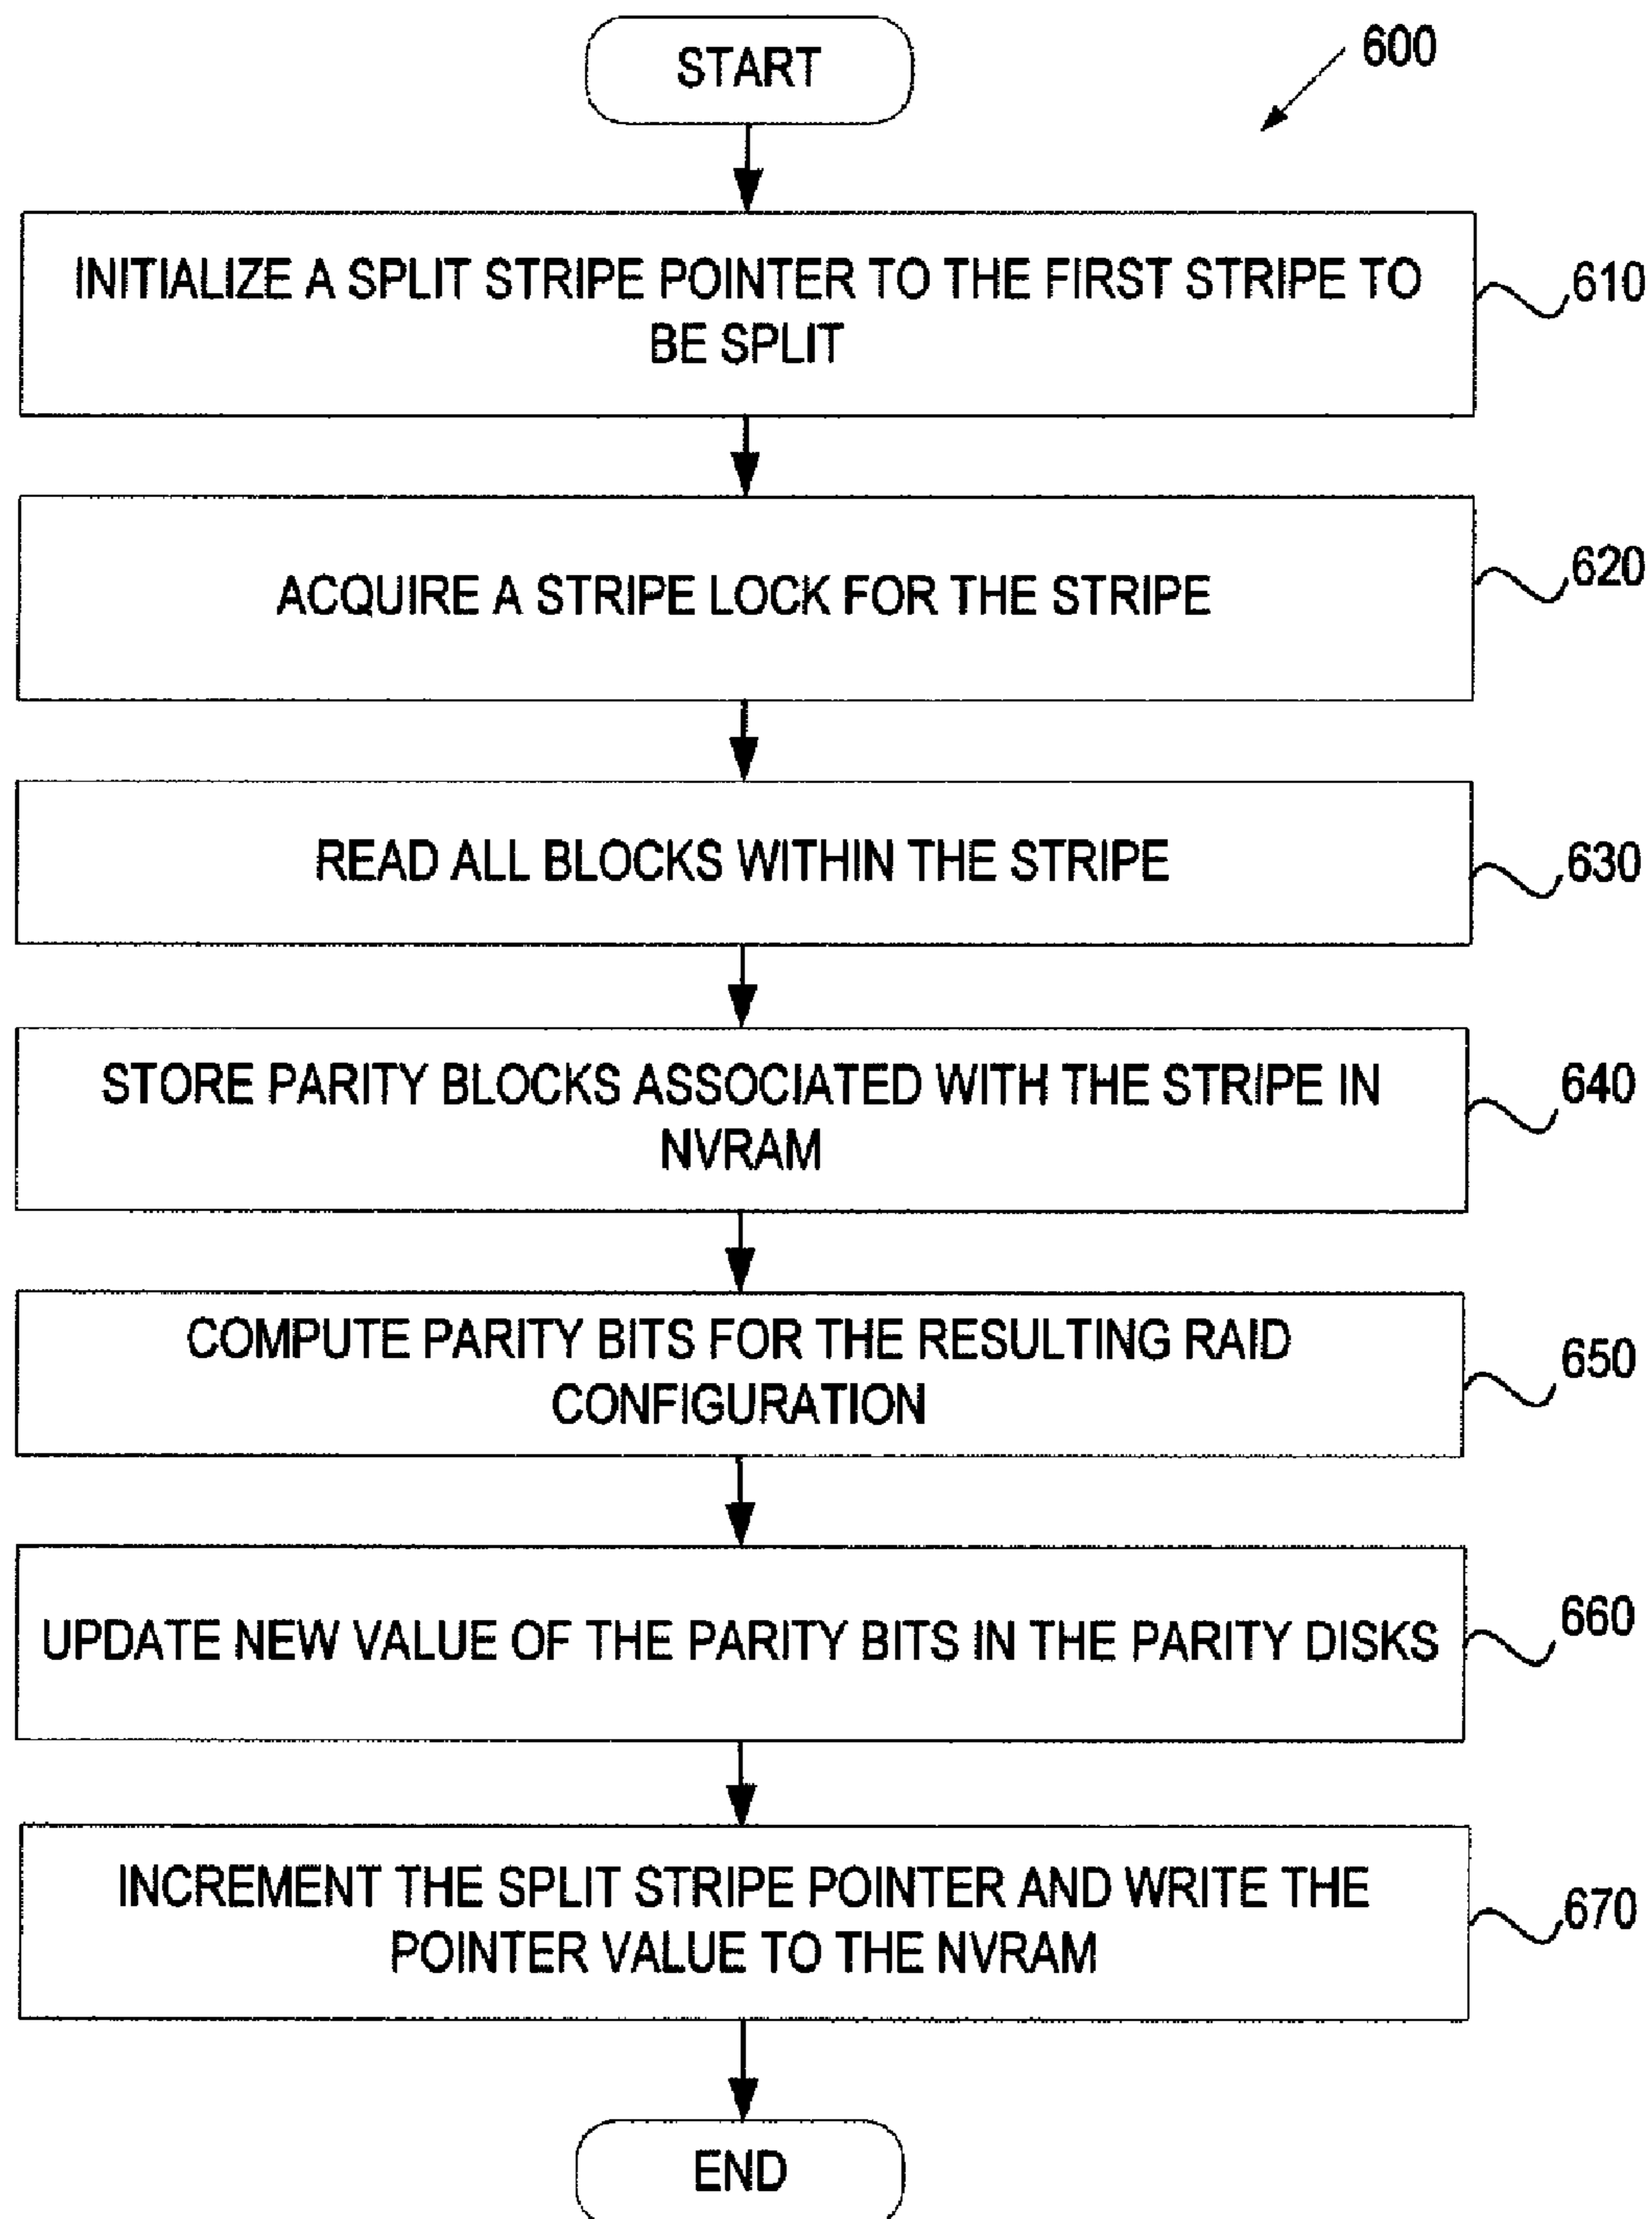 START
600
INITIALIZE A SPLIT STRIPE POINTER TO THE FIRST STRIPE TO
BE SPLIT
610
ACQUIRE A STRIPE LOCK FOR THE STRIPE
620
READ ALL BLOCKS WITHIN THE STRIPE
630
STORE PARITY BLOCKS ASSOCIATED WITH THE STRIPE IN
NVRAM
640
COMPUTE PARITY BITS FOR THE RESULTING RAID
CONFIGURATION
650
UPDATE NEW VALUE OF THE PARITY BITS IN THE PARITY DISKS
660
INCREMENT THE SPLIT STRIPE POINTER AND WRITE THE
POINTER VALUE TO THE NVRAM
670
END